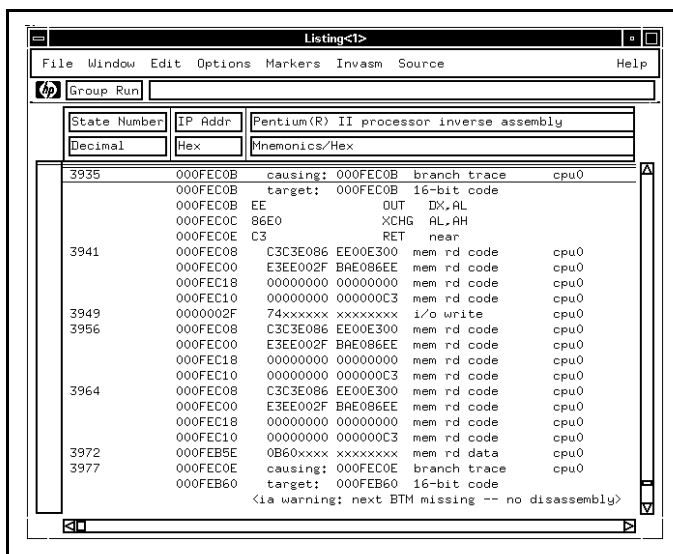 Listing<1>
File Window Edit Options Markers Invasm Source Help
hp Group Run
State Number IP Addr Pentium(R) II processor inverse assembly
Decimal Hex Mnemonics/Hex
3935 000FEC0B causing: 000FEC0B branch trace cpu0
000FEC0B target: 000FEC0B 16-bit code
000FEC0B EE OUT DX,AL
000FEC0C 86E0 XCHG AL,AH
000FEC0E C3 RET near
3941 000FEC08 C3C3E086 EE00E300 mem rd code cpu0
000FEC00 E3EE002F BAE086EE mem rd code cpu0
000FEC18 00000000 00000000 mem rd code cpu0
000FEC10 00000000 000000C3 mem rd code cpu0
3949 0000002F 74xxxxxx xxxxxxxx i/o write cpu0
3956 000FEC08 C3C3E086 EE00E300 mem rd code cpu0
000FEC00 E3EE002F BAE086EE mem rd code cpu0
000FEC18 00000000 00000000 mem rd code cpu0
000FEC10 00000000 000000C3 mem rd code cpu0
3964 000FEC08 C3C3E086 EE00E300 mem rd code cpu0
000FEC00 E3EE002F BAE086EE mem rd code cpu0
000FEC18 00000000 00000000 mem rd code cpu0
000FEC10 00000000 000000C3 mem rd code cpu0
3972 000FEB5E 0B60xxxx xxxxxxxx mem rd data cpu0
3977 000FEC0E causing: 000FEC0E branch trace cpu0
000FEB60 target: 000FEB60 16-bit code
<ia warning: next BTM missing -- no disassembly>